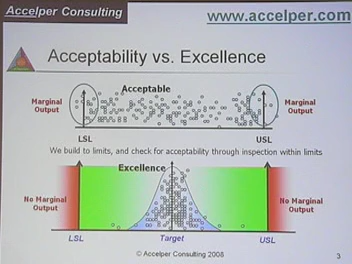 Accelper Consulting
www.accelper.com
Acceptability vs. Excellence
Acceptable
Marginal Output
Marginal Output
LSL
USL
We build to limits, and check for acceptability through inspection within limits
Excellence
No Marginal Output
No Marginal Output
LSL
Target
USL
© Accelper Consulting 2008
3